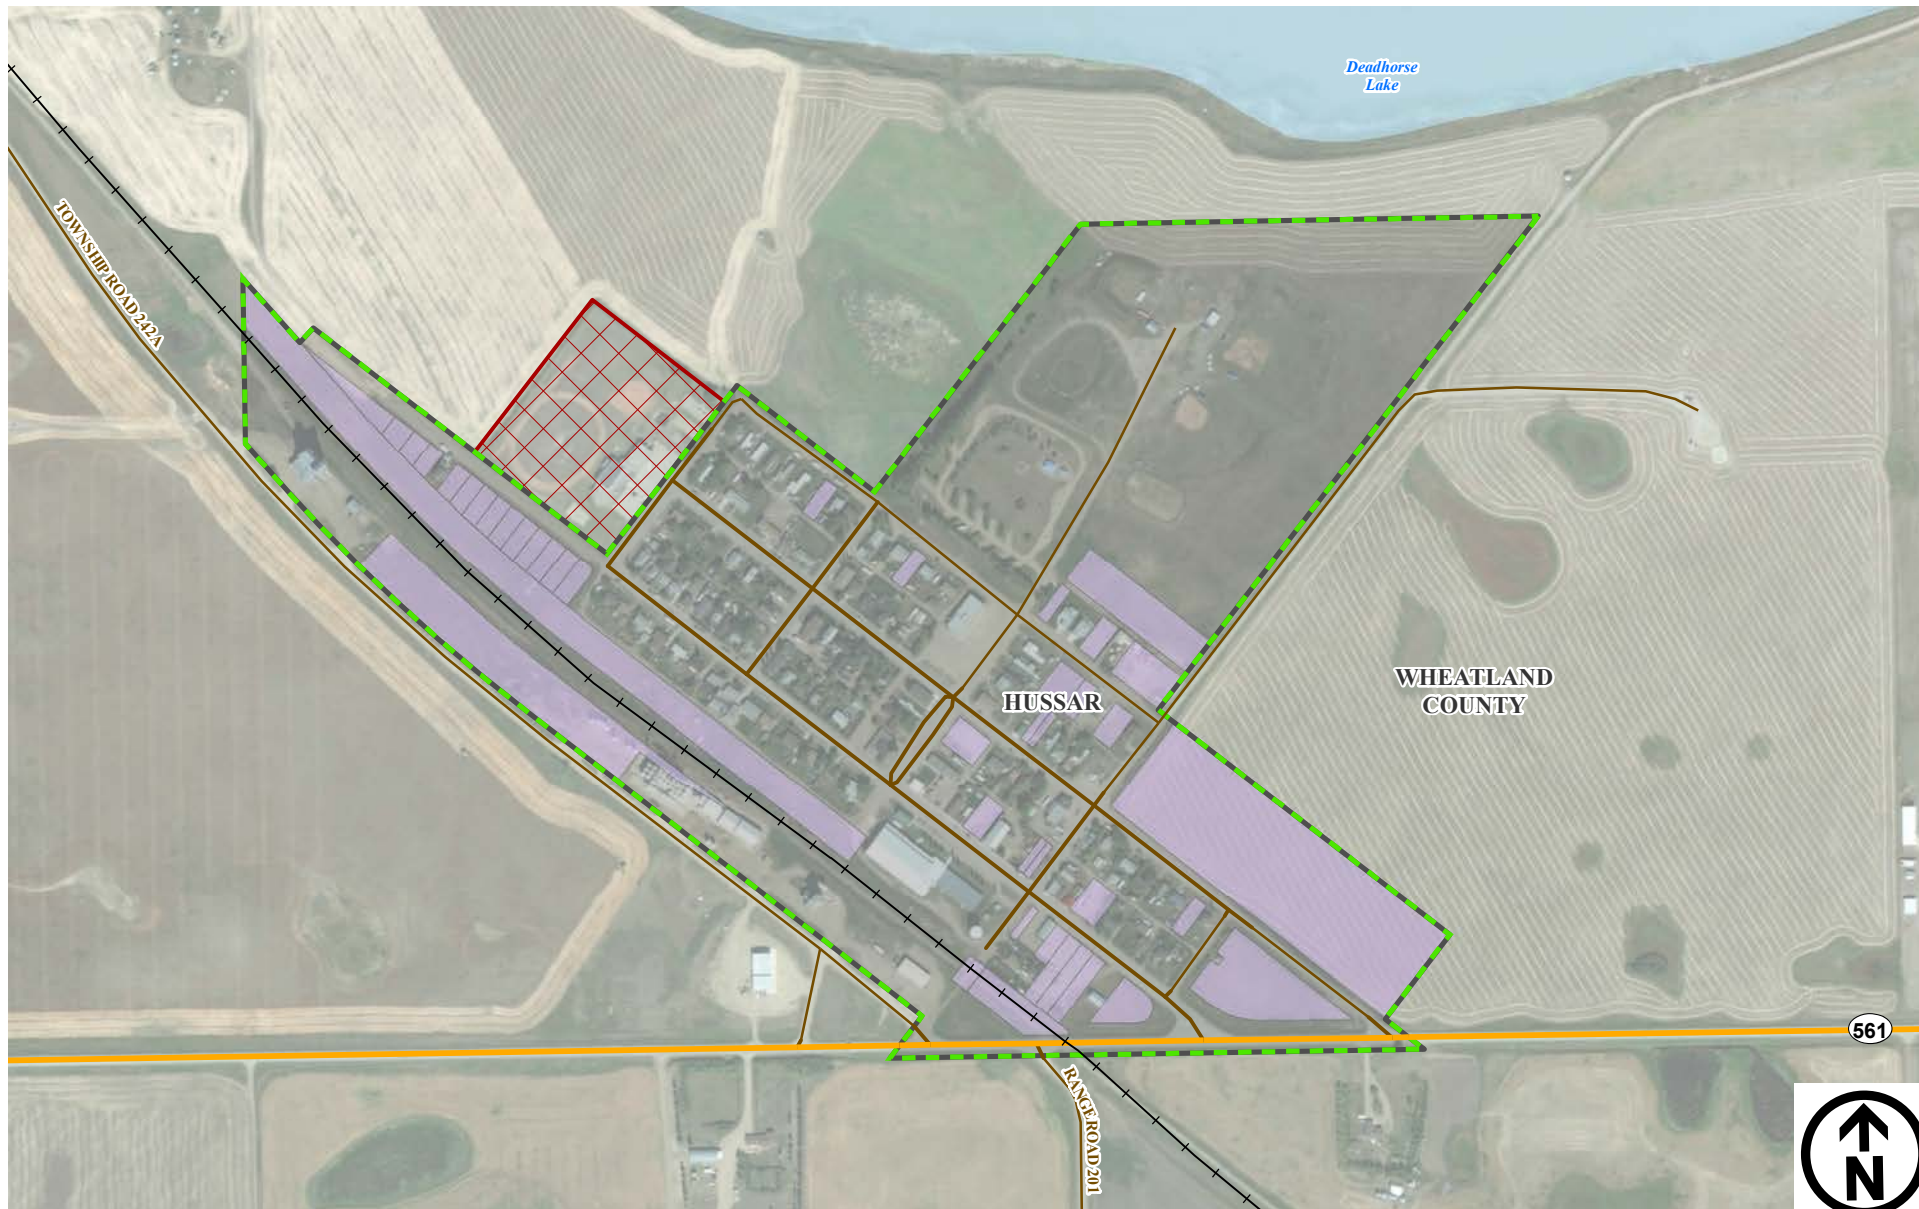 Deadhorse
Lake
TOWNSHIP ROAD 242A
HUSSAR
WHEATLAND
COUNTY
561
RANGE ROAD 201
N